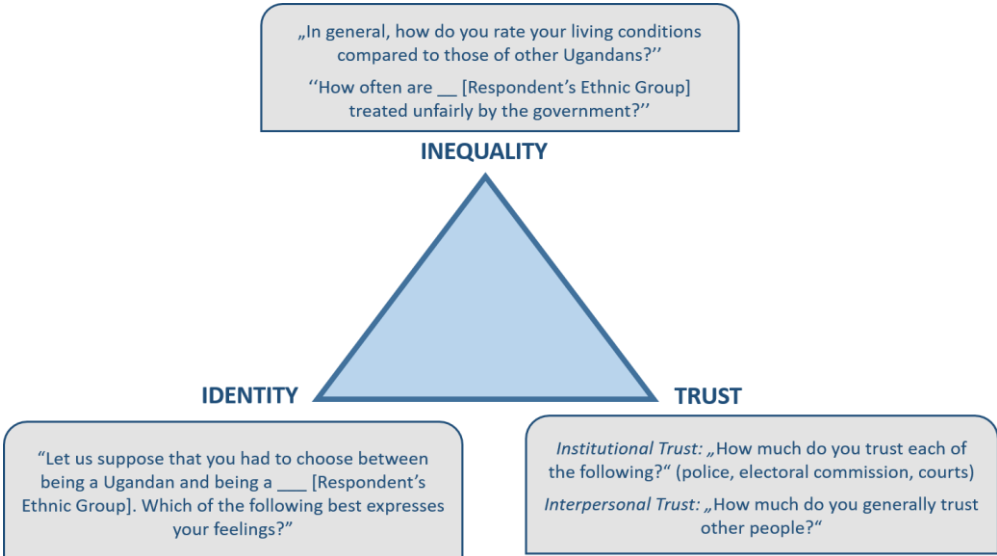 „In general, how do you rate your living conditions
compared to those of other Ugandans?’’
‘‘How often are __ [Respondent’s Ethnic Group]
treated unfairly by the government?’’
INEQUALITY
IDENTITY
TRUST
“Let us suppose that you had to choose between
being a Ugandan and being a ___ [Respondent’s
Ethnic Group]. Which of the following best expresses
your feelings?”
Institutional Trust: „How much do you trust each of
the following?“ (police, electoral commission, courts)
Interpersonal Trust: „How much do you generally trust
other people?“